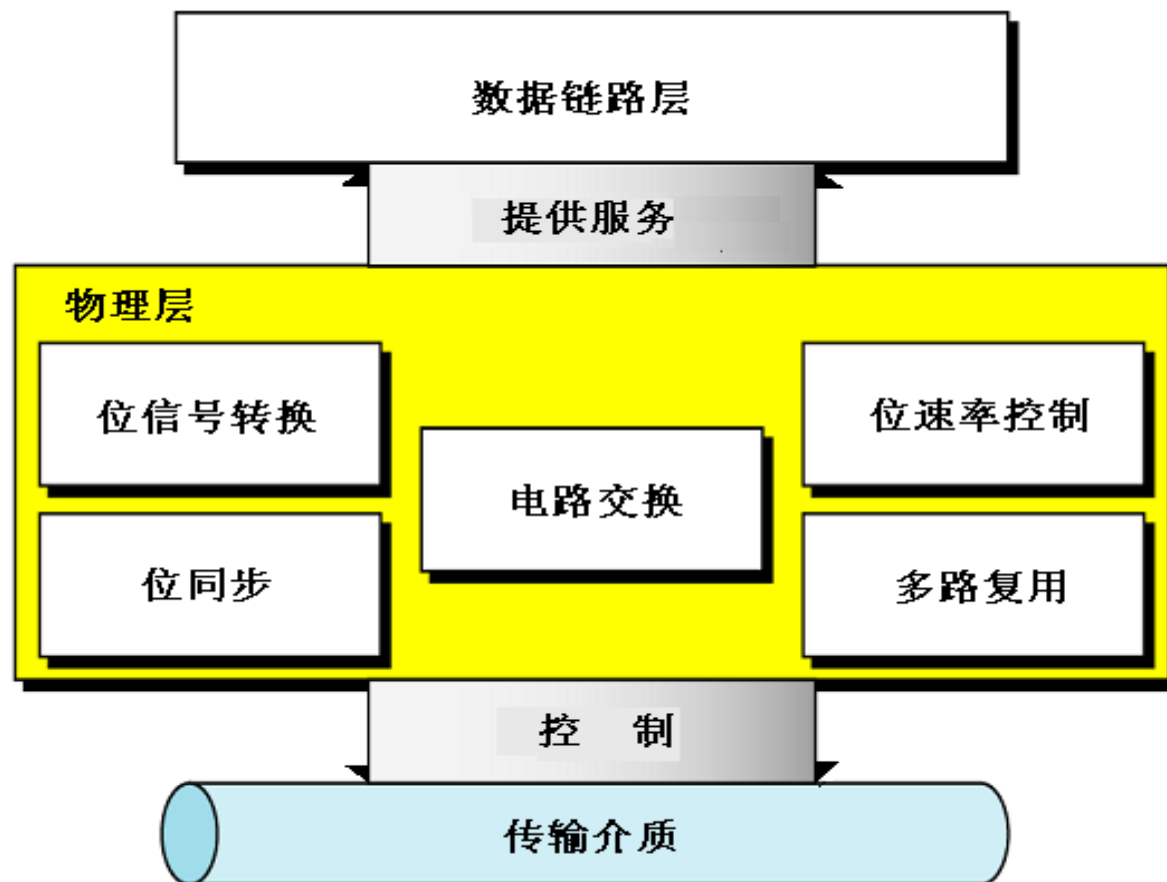 数据链路层
提供服务
物理层
位信号转换
位速率控制
电路交换
位同步
多路复用
控 制
传输介质